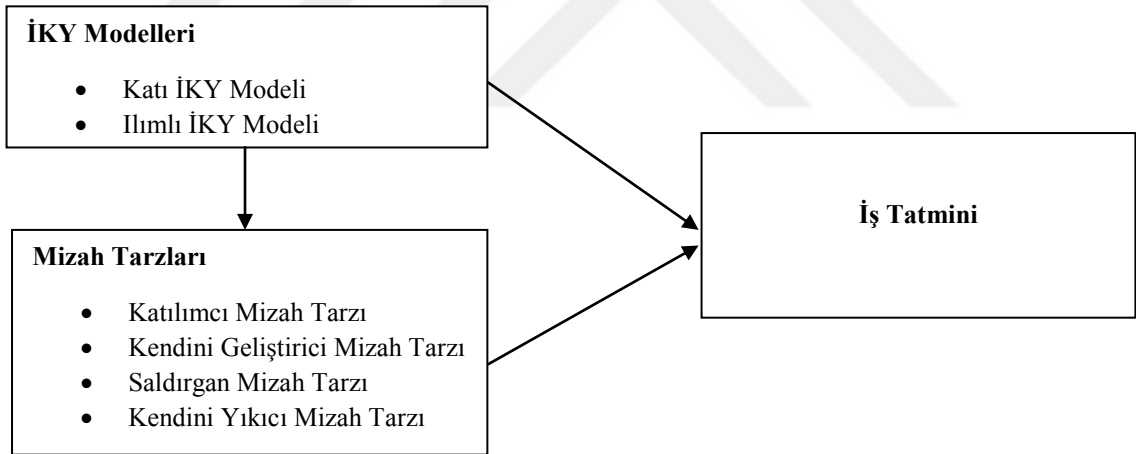 İKY Modelleri
• Katı İKY Modeli
• Ilımlı İKY Modeli
İş Tatmini
Mizah Tarzları
• Katılımcı Mizah Tarzı
• Kendini Geliştirici Mizah Tarzı
• Saldırgan Mizah Tarzı
• Kendini Yıkıcı Mizah Tarzı